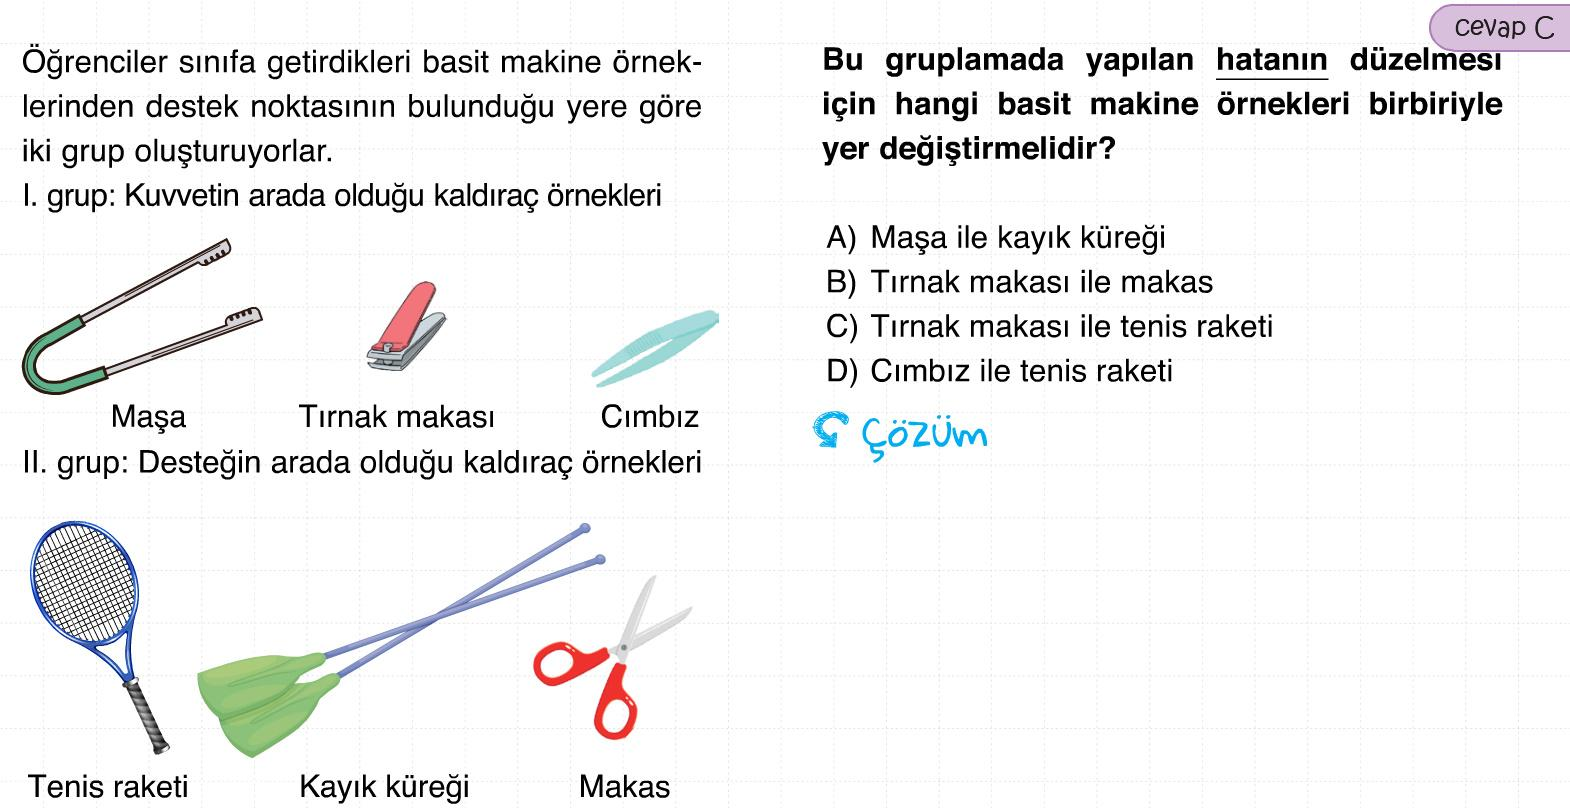 Öğrenciler sınıfa getirdikleri basit makine örnek-
lerinden destek noktasının bulunduğu yere göre
iki grup oluşturuyorlar.
I. grup: Kuvvetin arada olduğu kaldıraç örnekleri
Maşa
Tırnak makası
Cımbız
II. grup: Desteğin arada olduğu kaldıraç örnekleri
Tenis raketi
Kayık küreği
Makas
cevap C
Bu gruplamada yapılan hatanın düzelmesi
için hangi basit makine örnekleri birbiriyle
yer değiştirmelidir?
A) Maşa ile kayık küreği
B) Tırnak makası ile makas
C) Tırnak makası ile tenis raketi
D) Cımbız ile tenis raketi
Çözüm